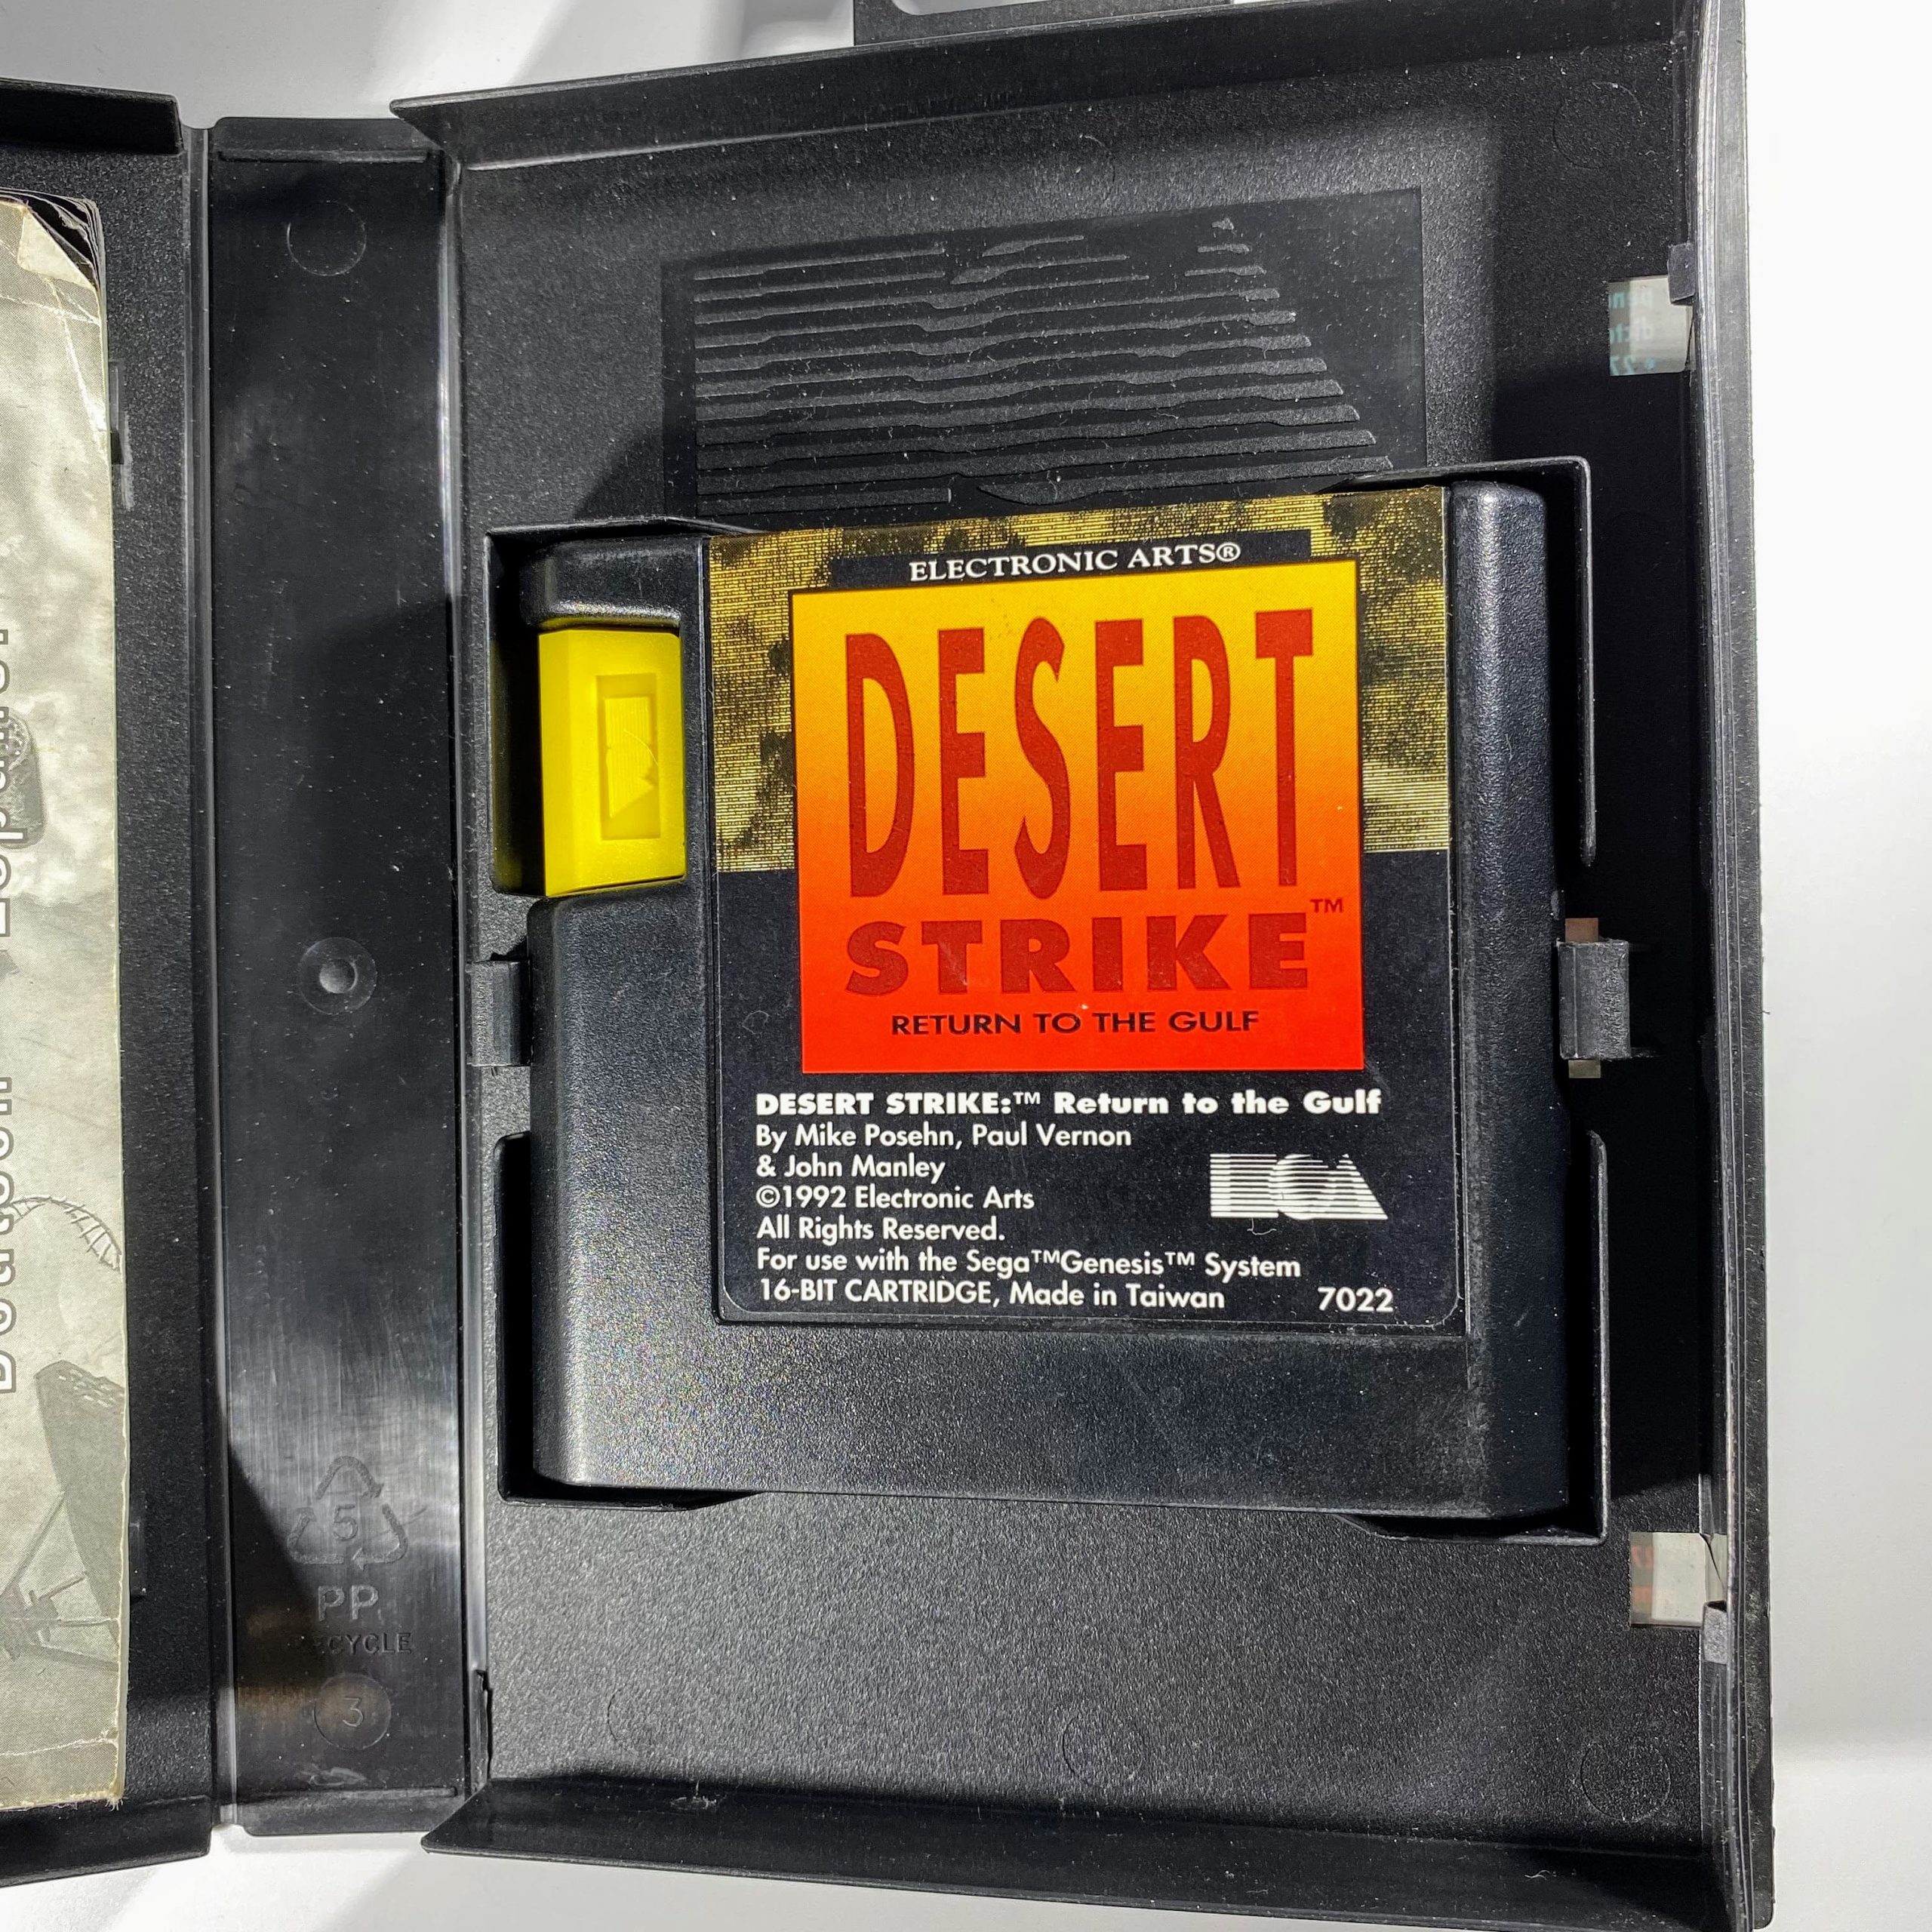 ELECTRONIC ARTS®
DESERT
STRIKE™
RETURN TO THE GULF
DESERT STRIKE:™ Return to the Gulf
By Mike Posehn, Paul Vernon
& John Manley
©1992 Electronic Arts
All Rights Reserved.
For use with the Sega™Genesis™ System
16-BIT CARTRIDGE, Made in Taiwan 7022
EA
5
PP
RECYCLE
3